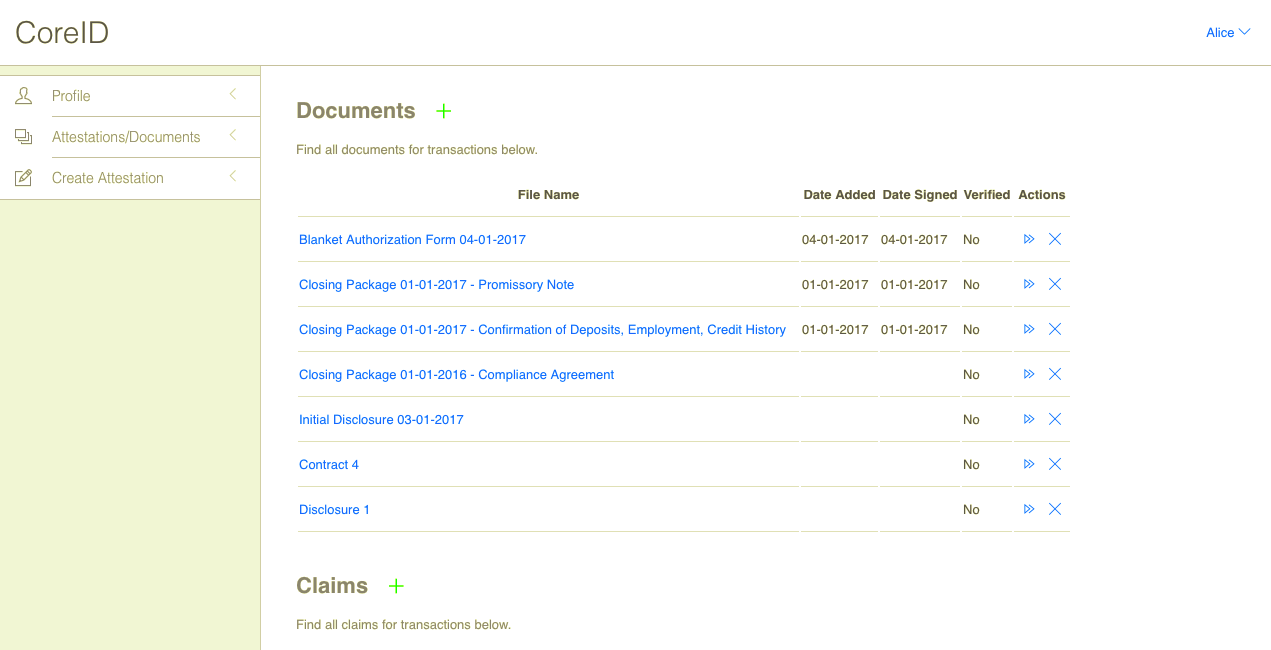 CoreID
Alice
Profile
Attestations/Documents
Create Attestation
Documents
Find all documents for transactions below.
File Name Date Added Date Signed Verified Actions
Blanket Authorization Form 04-01-2017 04-01-2017 04-01-2017 No
Closing Package 01-01-2017 - Promissory Note 01-01-2017 01-01-2017 No
Closing Package 01-01-2017 - Confirmation of Deposits, Employment, Credit History 01-01-2017 01-01-2017 No
Closing Package 01-01-2016 - Compliance Agreement No
Initial Disclosure 03-01-2017 No
Contract 4 No
Disclosure 1 No
Claims
Find all claims for transactions below.